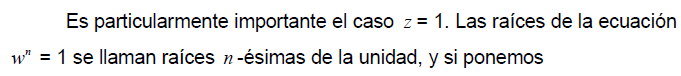 Es particularmente importante el caso z = 1. Las raíces de la ecuación
wⁿ = 1 se llaman raíces n -ésimas de la unidad, y si ponemos